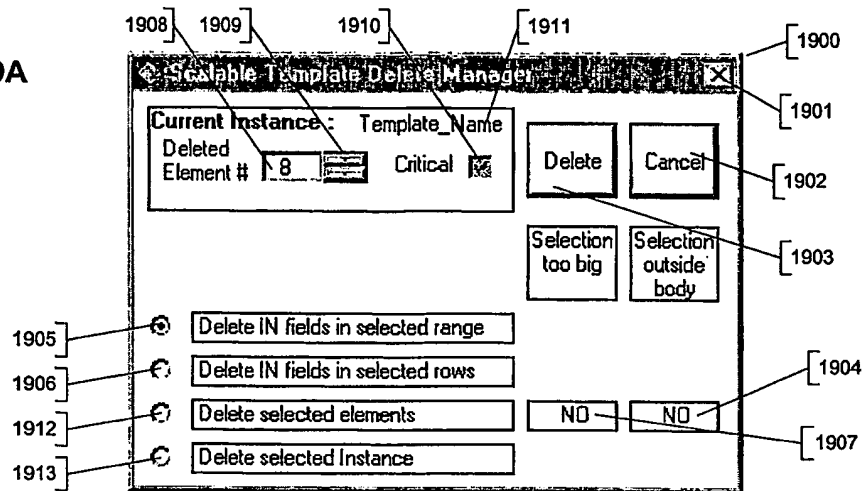 1908 1909 1910 1911
1900
0A
Scalable Template Delete Manager
1901
Current Instance : Template_Name
Deleted
Element # 8 Critical
Delete Cancel
1902
Selection
too big
Selection
outside
body
1903
1905 Delete IN fields in selected range
1906 Delete IN fields in selected rows
1904
1912 Delete selected elements NO NO
1907
1913 Delete selected Instance